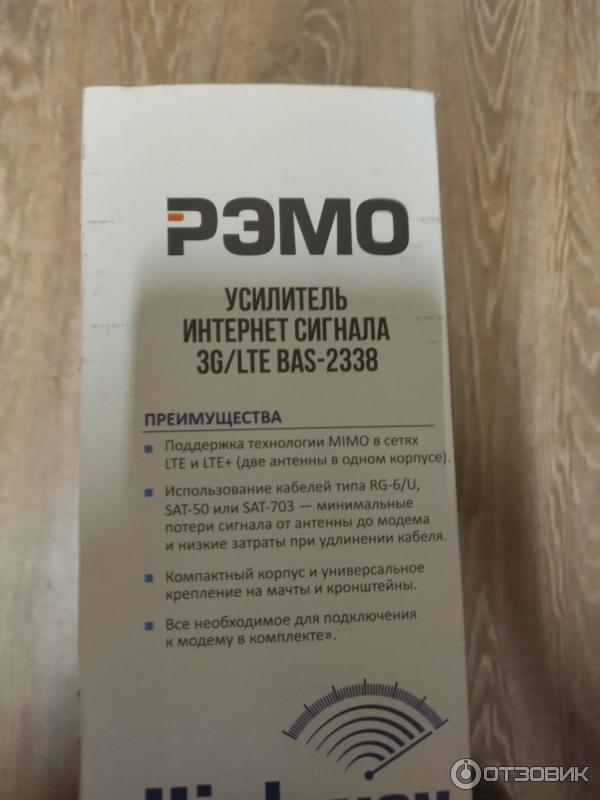 РЭМО
УСИЛИТЕЛЬ
ИНТЕРНЕТ СИГНАЛА
3G/LTE BAS-2338
ПРЕИМУЩЕСТВА
Поддержка технологии MIMO в сетях
LTE и LTE+ (две антенны в одном корпусе).
Использование кабелей типа RG-6/U,
SAT-50 или SAT-703 — минимальные
потери сигнала от антенны до модема
и низкие затраты при удлинении кабеля.
Компактный корпус и универсальное
крепление на мачты и кронштейны.
Все необходимое для подключения
к модему в комплекте».
ОТЗОВИК